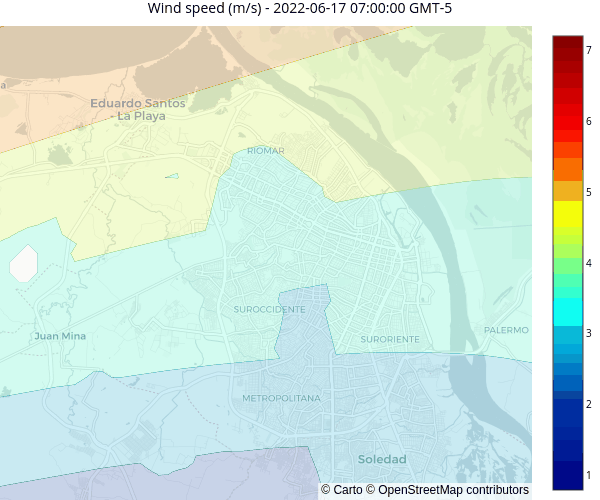 Wind speed (m/s) - 2022-06-17 07:00:00 GMT-5
a
Eduardo Santos
- La Playa
RIOMAR
SUROCCIDENTE
Juan Mina
SURORIENTE
PALERMO
METROPOLITANA
Soledad
7
6
5
4
3
2
1
© Carto © OpenStreetMap contributors